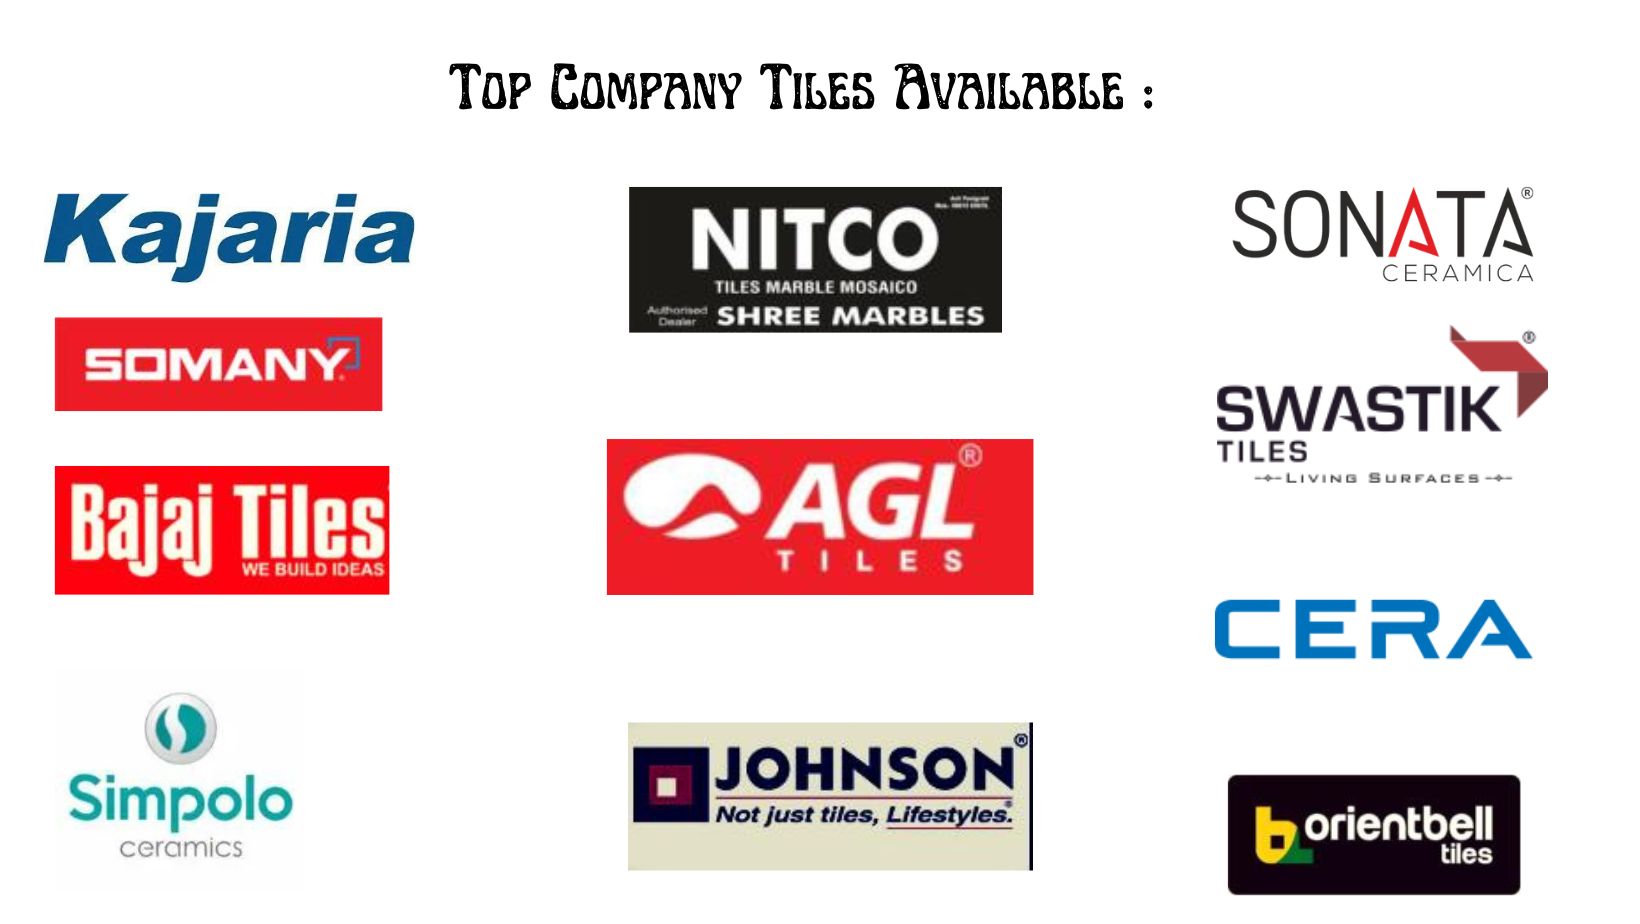 Top Company Tiles Available :
Kajaria
SOMANY
Bajaj Tiles
WE BUILD IDEAS
Simpolo
ceramics
NITCO
TILES MARBLE MOSAICO
Authorised
Dealer
SHREE MARBLES
AGL®
TILES
JOHNSON®
Not just tiles, Lifestyles.®
SONATA®
CERAMICA
SWASTIK®
TILES
LIVING SURFACES
CERA
orientbell
tiles